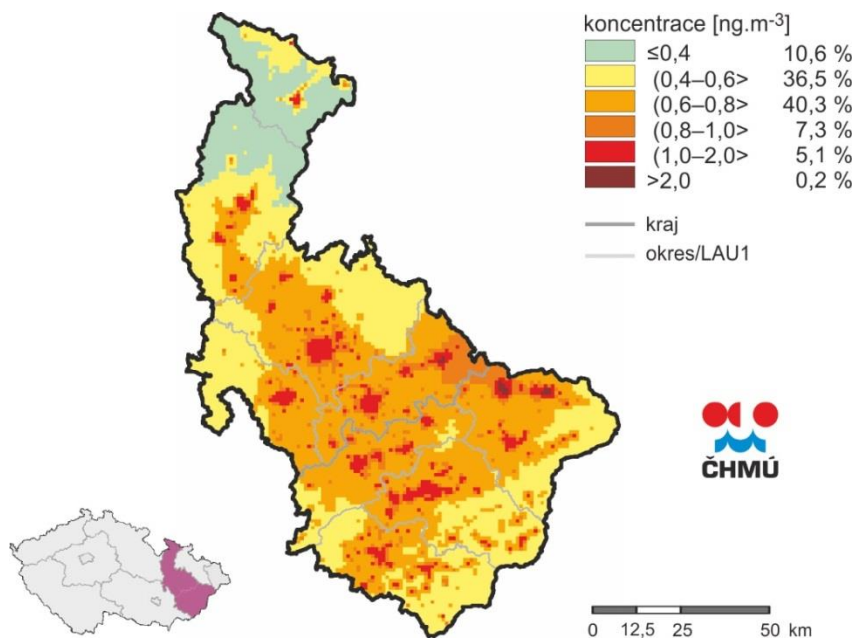 koncentrace [ng.m-3]
≤0,4 10,6 %
(0,4–0,6> 36,5 %
(0,6–0,8> 40,3 %
(0,8–1,0> 7,3 %
(1,0–2,0> 5,1 %
>2,0 0,2 %
kraj
okres/LAU1
ČHMÚ
0 12,5 25 50 km